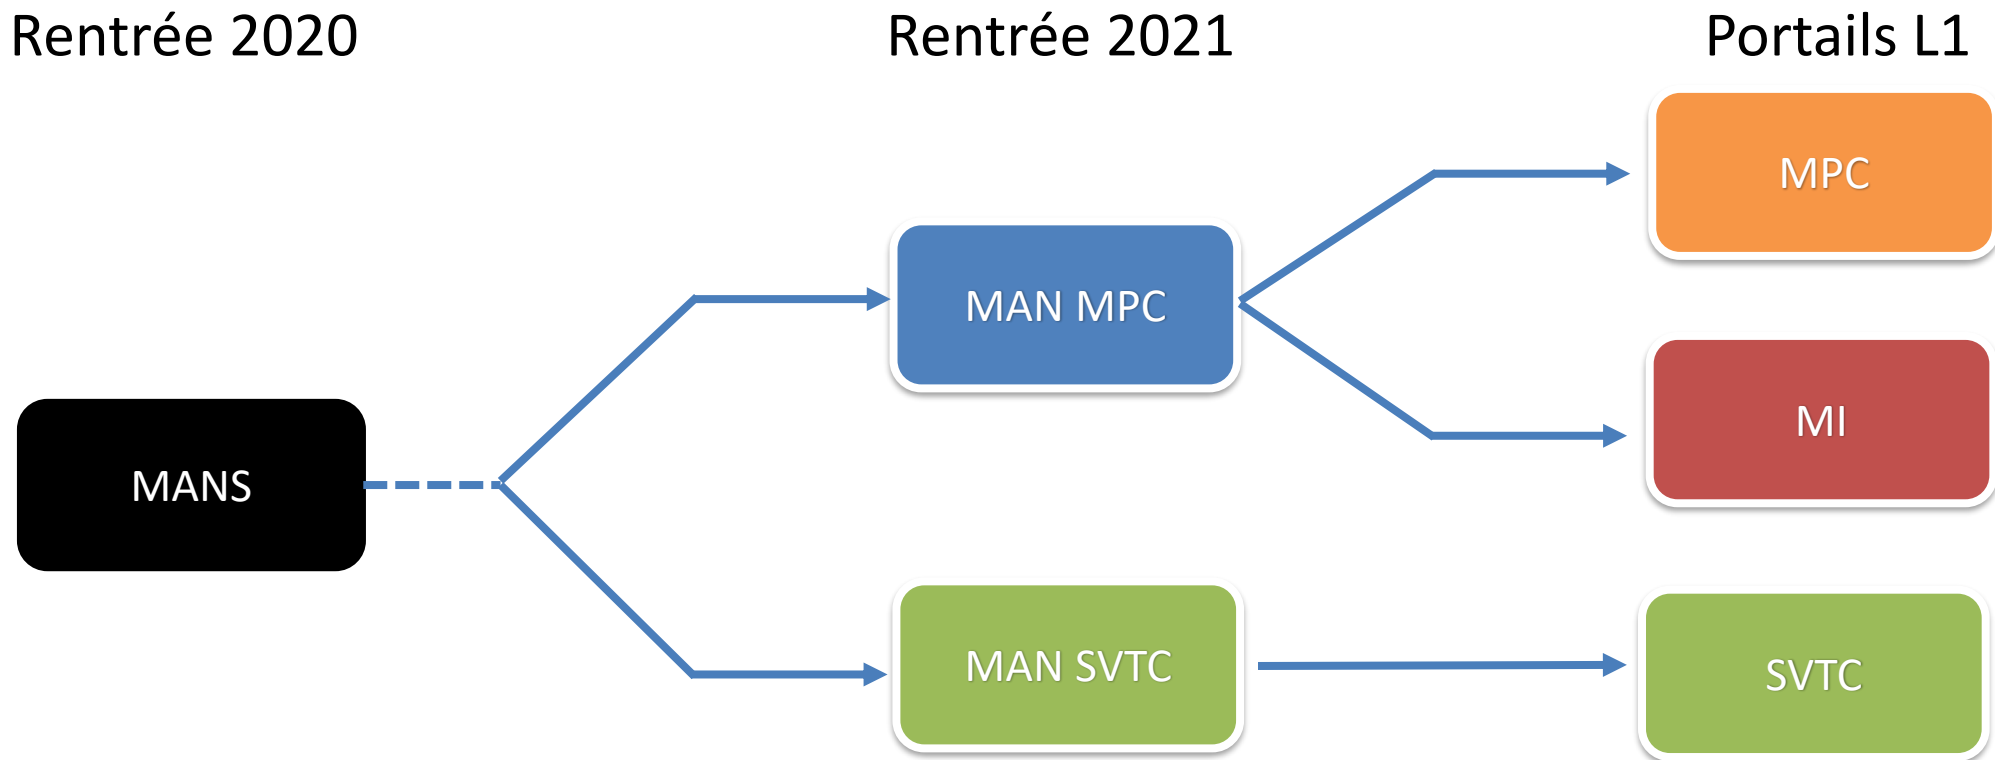 Rentrée 2020
Rentrée 2021
Portails L1
MPC
MAN MPC
MI
MANS
MAN SVTC
SVTC